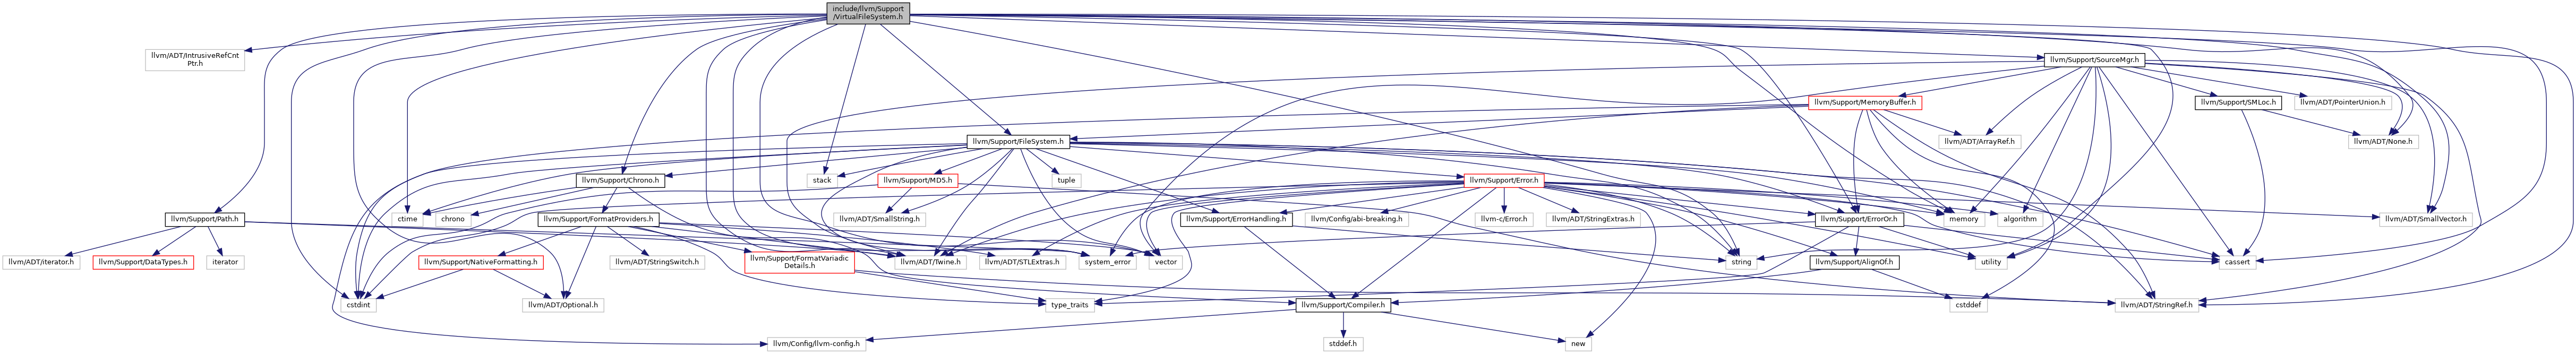 include/llvm/Support
/VirtualFileSystem.h
llvm/ADT/IntrusiveRefCnt
Ptr.h
llvm/Support/SourceMgr.h
llvm/Support/MemoryBuffer.h
llvm/Support/SMLoc.h
llvm/ADT/PointerUnion.h
llvm/Support/FileSystem.h
llvm/ADT/ArrayRef.h
llvm/ADT/None.h
stack
llvm/Support/Chrono.h
llvm/Support/MD5.h
tuple
llvm/Support/Error.h
llvm/Support/Path.h
ctime
chrono
llvm/Support/FormatProviders.h
llvm/ADT/SmallString.h
llvm/Support/ErrorHandling.h
llvm/Config/abi-breaking.h
llvm-c/Error.h
llvm/ADT/StringExtras.h
llvm/Support/ErrorOr.h
memory
algorithm
llvm/ADT/SmallVector.h
llvm/ADT/iterator.h
llvm/Support/DataTypes.h
iterator
llvm/Support/NativeFormatting.h
llvm/ADT/StringSwitch.h
llvm/Support/FormatVariadic
Details.h
llvm/ADT/Twine.h
llvm/ADT/STLExtras.h
system_error
vector
string
llvm/Support/AlignOf.h
utility
cassert
cstdint
llvm/ADT/Optional.h
type_traits
llvm/Support/Compiler.h
cstddef
llvm/ADT/StringRef.h
llvm/Config/llvm-config.h
stddef.h
new